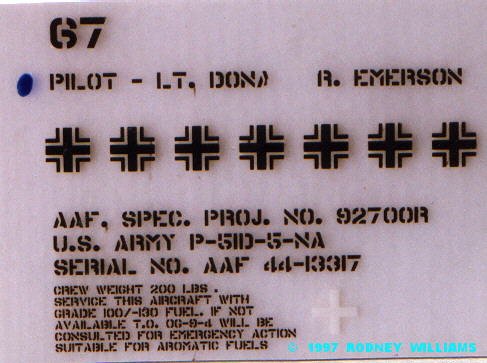 67
PILOT - LT, DONA R. EMERSON
AAF, SPEC. PROJ. NO. 92700R
U.S. ARMY P-51D-5-NA
SERIAL NO. AAF 44-13317
CREW WEIGHT 200 LBS.
SERVICE THIS AIRCRAFT WITH
GRADE 100/-130 FUEL. IF NOT
AVAILABLE T.O. 06-9-4 WILL BE
CONSULTED FOR EMERGENCY ACTION
SUITABLE FOR AROMATIC FUELS
© 1997 RODNEY WILLIAMS